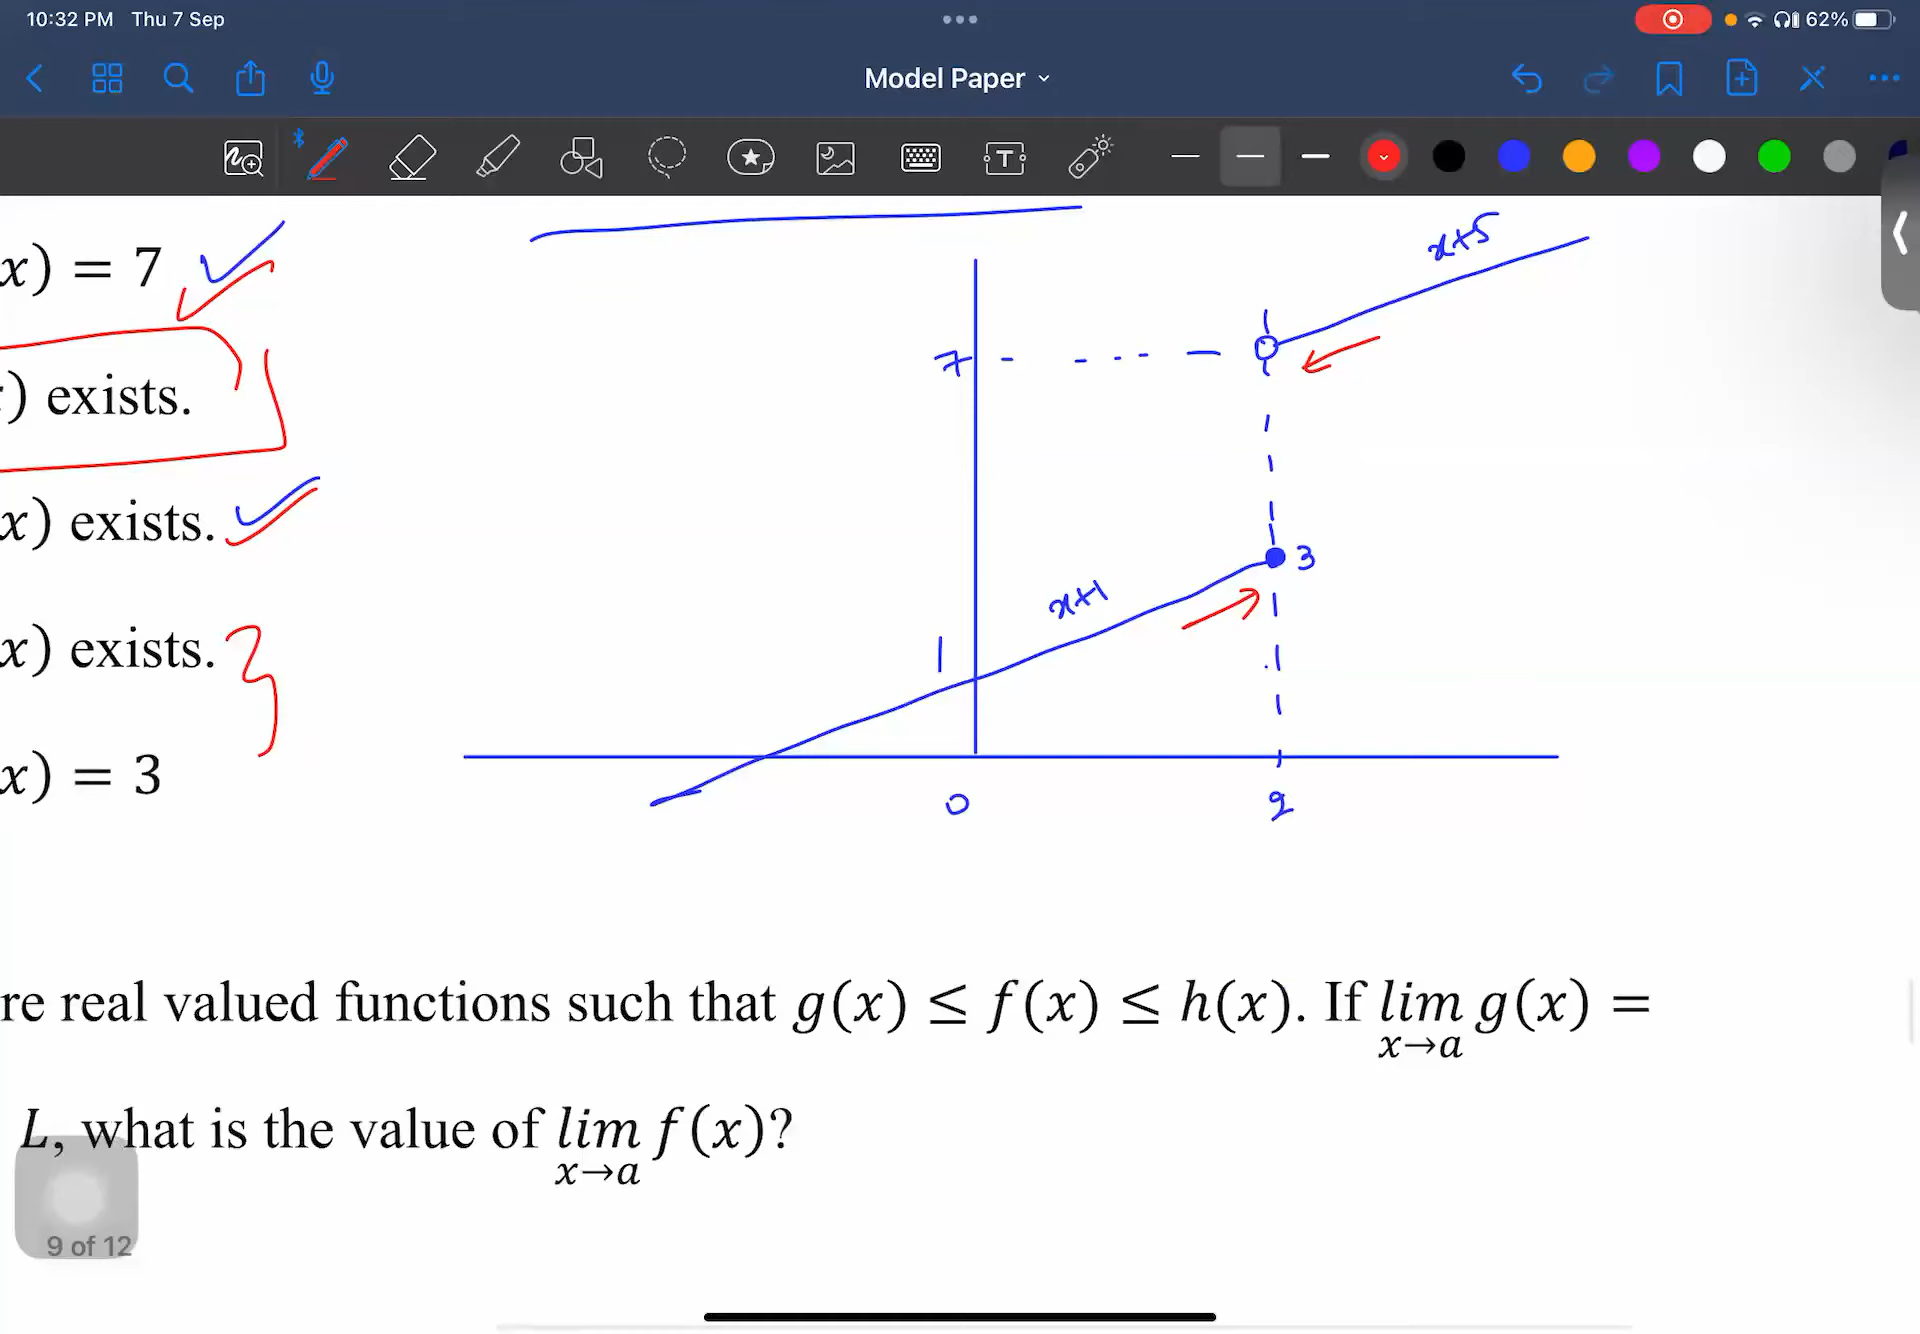 10:32 PM Thu 7 Sep
62%
Model Paper
T
x) = 7
) exists.
x) exists.
x) exists.
x) = 3
x+5
7
3
x+1
1
0
2
re real valued functions such that g(x) ≤ f(x) ≤ h(x). If lim g(x) =
x→a
L, what is the value of lim f(x)?
x→a
9 of 12